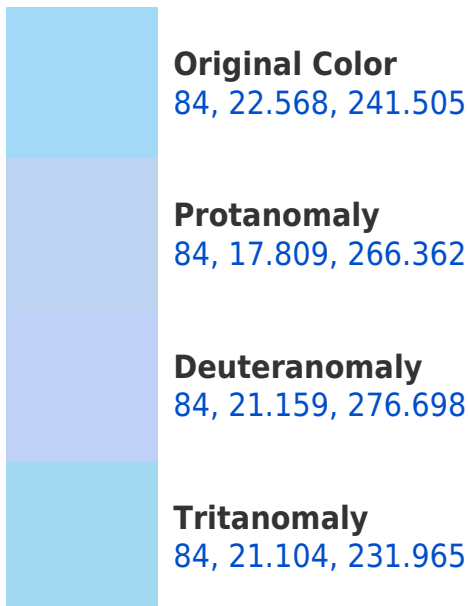 Original Color
84, 22.568, 241.505
Protanomaly
84, 17.809, 266.362
Deuteranomaly
84, 21.159, 276.698
Tritanomaly
84, 21.104, 231.965